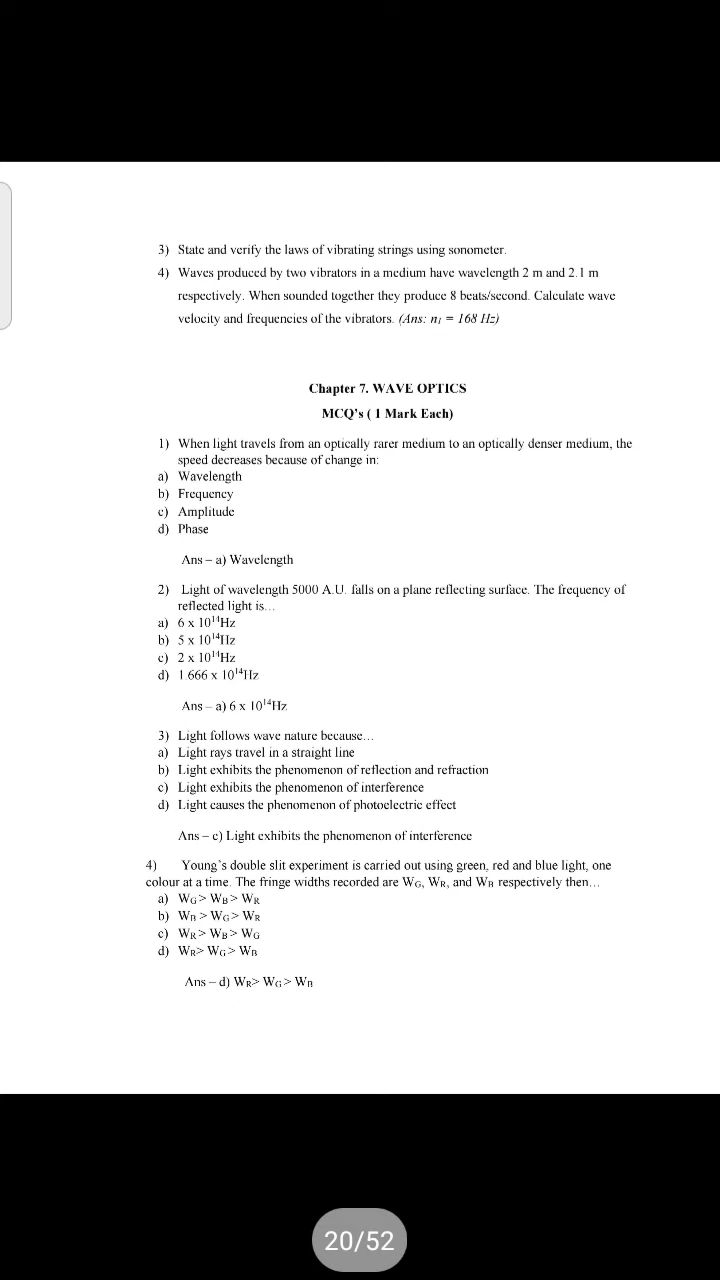 3) State and verify the laws of vibrating strings using sonometer.
4) Waves produced by two vibrators in a medium have wavelength 2 m and 2.1 m
respectively. When sounded together they produce 8 beats/second. Calculate wave
velocity and frequencies of the vibrators. (Ans: n₁ = 168 Hz)
Chapter 7. WAVE OPTICS
MCQ's ( 1 Mark Each)
1) When light travels from an optically rarer medium to an optically denser medium, the
speed decreases because of change in:
a) Wavelength
b) Frequency
c) Amplitude
d) Phase
Ans – a) Wavelength
2) Light of wavelength 5000 A.U. falls on a plane reflecting surface. The frequency of
reflected light is…
a) 6 x 10¹⁴Hz
b) 5 x 10¹⁴Hz
c) 2 x 10¹⁴Hz
d) 1.666 x 10¹⁴Hz
Ans – a) 6 x 10¹⁴Hz
3) Light follows wave nature because…
a) Light rays travel in a straight line
b) Light exhibits the phenomenon of reflection and refraction
c) Light exhibits the phenomenon of interference
d) Light causes the phenomenon of photoelectric effect
Ans – c) Light exhibits the phenomenon of interference
4) Young's double slit experiment is carried out using green, red and blue light, one
colour at a time. The fringe widths recorded are WG, WR, and WB respectively then…
a) WG> WB> WR
b) WB > WG> WR
c) WR> WB> WG
d) WR> WG> WB
Ans – d) WR> WG> WB
20/52